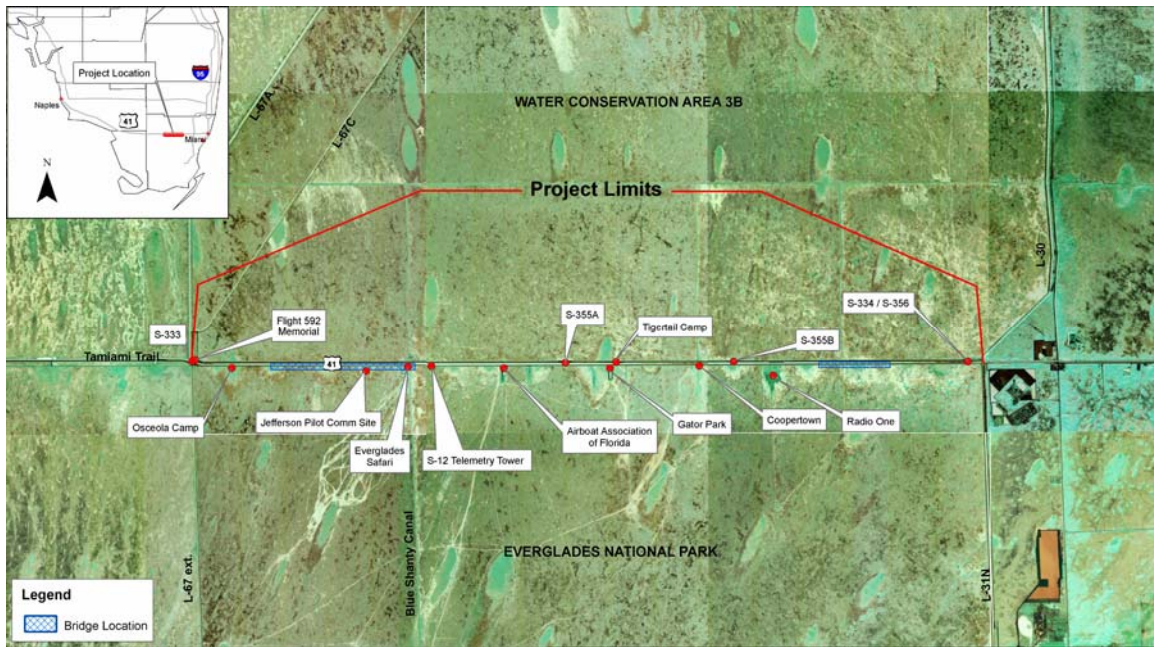 Project Location
95
Naples
41
Miami
N
L-67A
L-67C
WATER CONSERVATION AREA 3B
Project Limits
L-30
S-333
Flight 592
Memorial
S-355A
Tigertail Camp
S-355B
S-334 / S-356
Tamiami Trail
41
Osceola Camp
Jefferson Pilot Comm Site
Everglades
Safari
S-12 Telemetry Tower
Airboat Association
of Florida
Gator Park
Coopertown
Radio One
L-67 ext.
Blue Shanty Canal
EVERGLADES NATIONAL PARK
L-31N
Legend
Bridge Location